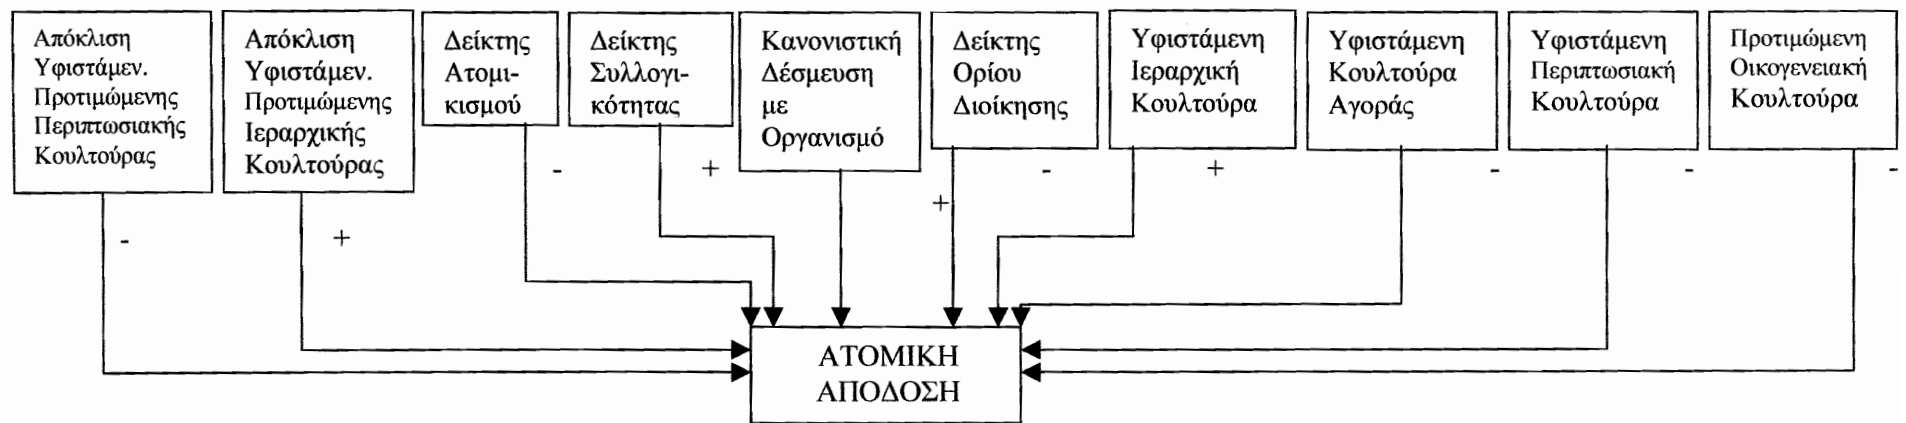 Απόκλιση
Υφιστάμεν.
Προτιμώμενης
Περιπτωσιακής
Κουλτούρας
Απόκλιση
Υφιστάμεν.
Προτιμώμενης
Ιεραρχικής
Κουλτούρας
Δείκτης
Ατομι-
κισμού
Δείκτης
Συλλογι-
κότητας
Κανονιστική
Δέσμευση
με
Οργανισμό
Δείκτης
Ορίου
Διοίκησης
Υφιστάμενη
Ιεραρχική
Κουλτούρα
Υφιστάμενη
Κουλτούρα
Αγοράς
Υφιστάμενη
Περιπτωσιακή
Κουλτούρα
Προτιμώμενη
Οικογενειακή
Κουλτούρα
- + - + + - + - - -
ΑΤΟΜΙΚΗ
ΑΠΟΔΟΣΗ